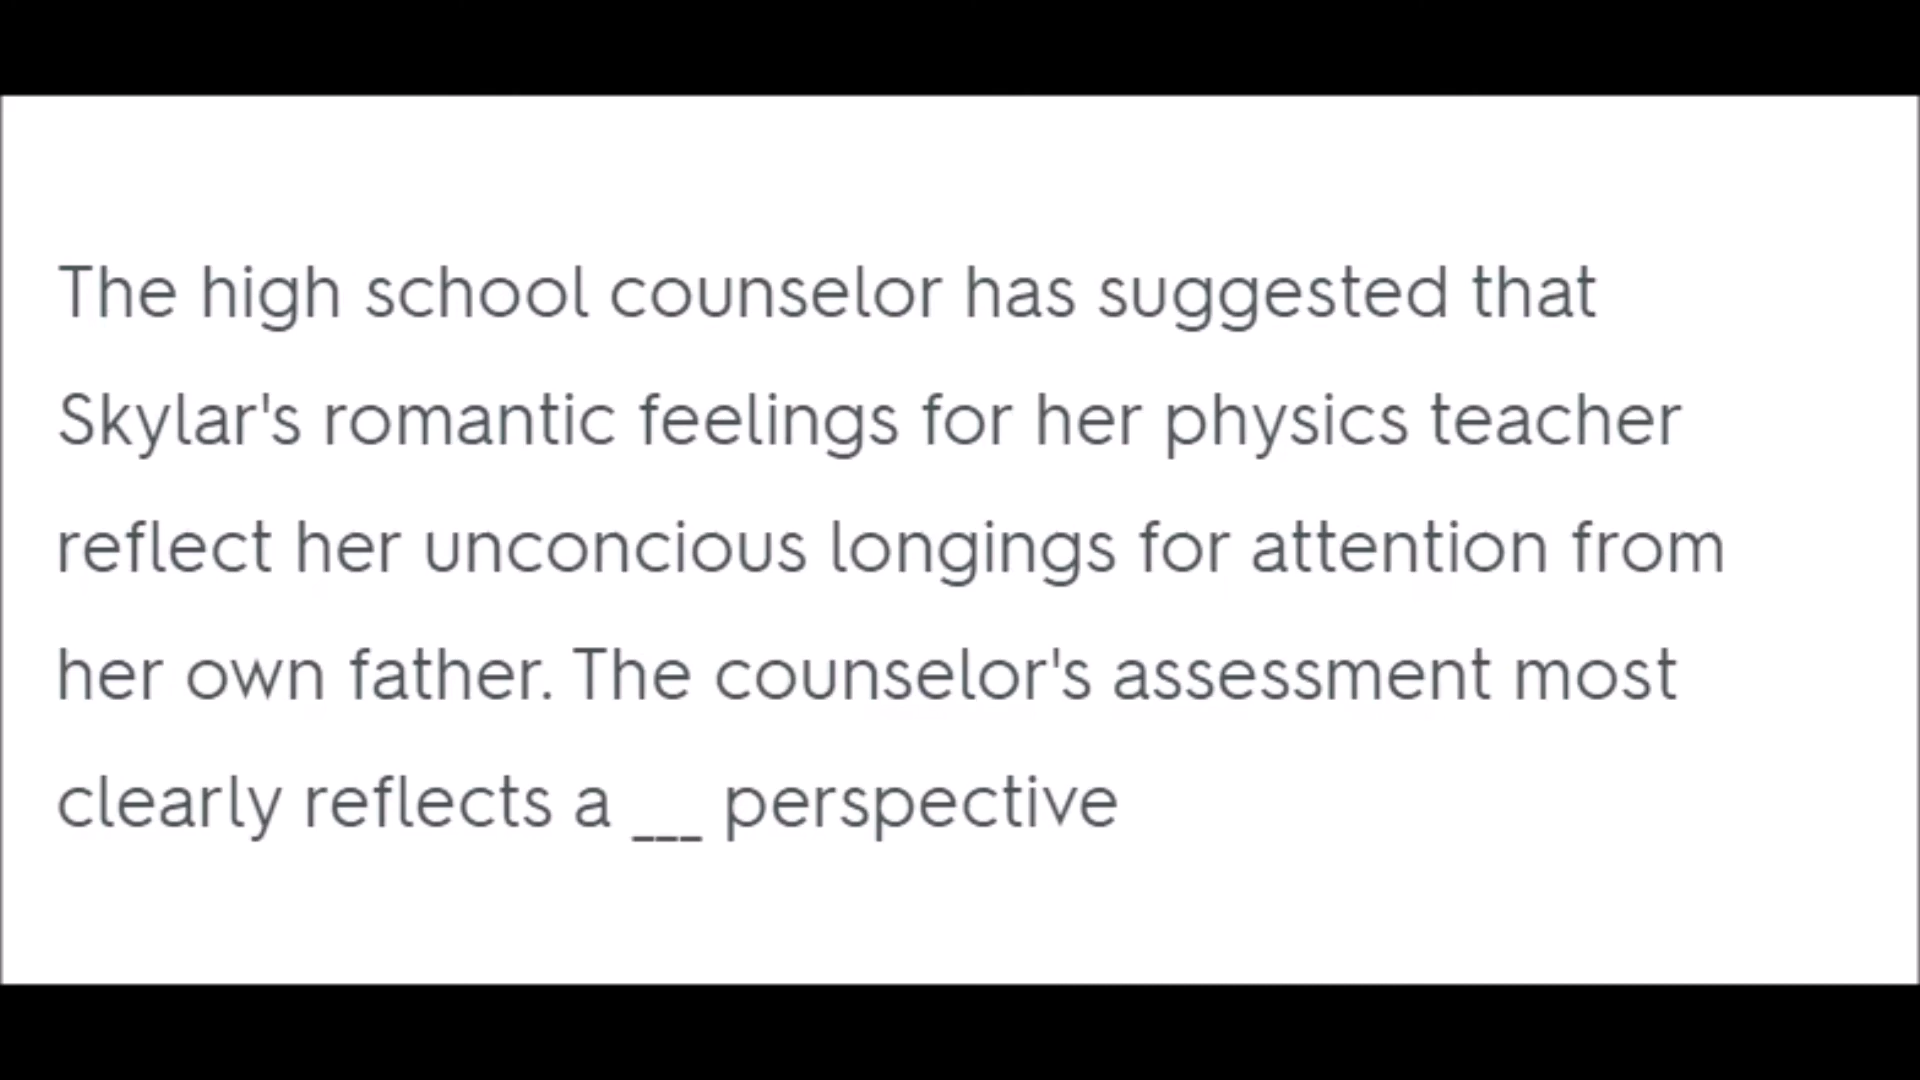 The high school counselor has suggested that
Skylar's romantic feelings for her physics teacher
reflect her unconcious longings for attention from
her own father. The counselor's assessment most
clearly reflects a ___ perspective